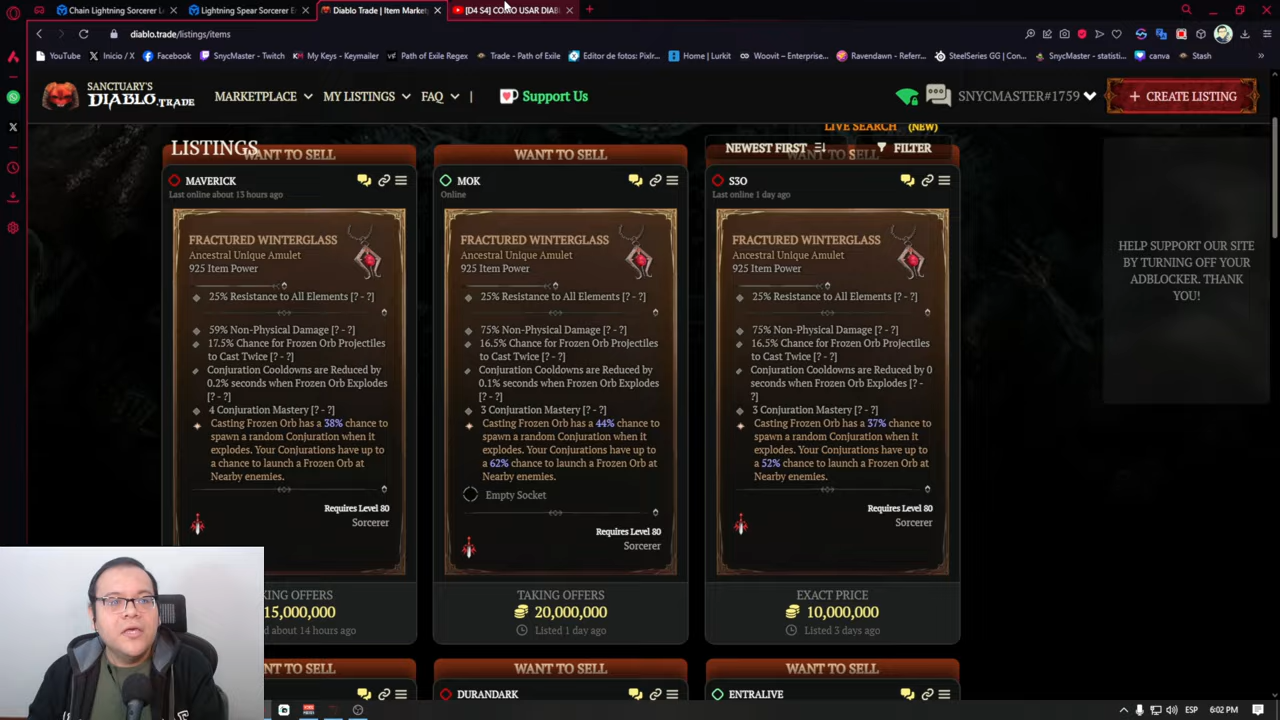 Chain Lightning Sorcerer L
Lightning Spear Sorcerer E
Diablo Trade | Item Market
[D4 S4] COMO USAR DIABL
diablo.trade/listings/items
YouTube
Inicio / X
Facebook
SnycMaster - Twitch
My Keys - Keymailer
Path of Exile Regex
Trade - Path of Exile
Editor de fotos: Pixlr...
Home | Lurkit
Woovit – Enterprise...
Ravendawn - Referr...
SteelSeries GG | Con...
SnycMaster - statisti...
canva
Stash
SANCTUARY'S
DIABLO.TRADE
MARKETPLACE
MY LISTINGS
FAQ
|
Support Us
SNYCMASTER#1759
+ CREATE LISTING
LIVE SEARCH (NEW)
LISTINGS
NEWEST FIRST
FILTER
WANT TO SELL
MAVERICK
Last online about 13 hours ago
FRACTURED WINTERGLASS
Ancestral Unique Amulet
925 Item Power
25% Resistance to All Elements [? - ?]
59% Non-Physical Damage [? - ?]
17.5% Chance for Frozen Orb Projectiles
to Cast Twice [? - ?]
Conjuration Cooldowns are Reduced by
0.2% seconds when Frozen Orb Explodes
[? - ?]
4 Conjuration Mastery [? - ?]
Casting Frozen Orb has a 38% chance to
spawn a random Conjuration when it
explodes. Your Conjurations have up to
a chance to launch a Frozen Orb at
Nearby enemies.
Requires Level 80
Sorcerer
KING OFFERS
15,000,000
d about 14 hours ago
WANT TO SELL
MOK
Online
FRACTURED WINTERGLASS
Ancestral Unique Amulet
925 Item Power
25% Resistance to All Elements [? - ?]
75% Non-Physical Damage [? - ?]
16.5% Chance for Frozen Orb Projectiles
to Cast Twice [? - ?]
Conjuration Cooldowns are Reduced by
0.1% seconds when Frozen Orb Explodes
[? - ?]
3 Conjuration Mastery [? - ?]
Casting Frozen Orb has a 44% chance to
spawn a random Conjuration when it
explodes. Your Conjurations have up to
a 62% chance to launch a Frozen Orb at
Nearby enemies.
Empty Socket
Requires Level 80
Sorcerer
TAKING OFFERS
20,000,000
Listed 1 day ago
WANT TO SELL
S3O
Last online 1 day ago
FRACTURED WINTERGLASS
Ancestral Unique Amulet
925 Item Power
25% Resistance to All Elements [? - ?]
75% Non-Physical Damage [? - ?]
16.5% Chance for Frozen Orb Projectiles
to Cast Twice [? - ?]
Conjuration Cooldowns are Reduced by 0
seconds when Frozen Orb Explodes [? -
?]
3 Conjuration Mastery [? - ?]
Casting Frozen Orb has a 37% chance to
spawn a random Conjuration when it
explodes. Your Conjurations have up to
a 52% chance to launch a Frozen Orb at
Nearby enemies.
Requires Level 80
Sorcerer
EXACT PRICE
10,000,000
Listed 3 days ago
HELP SUPPORT OUR SITE
BY TURNING OFF YOUR
ADBLOCKER. THANK
YOU!
WANT TO SELL
WANT TO SELL
DURANDARK
WANT TO SELL
ENTRALIVE
ESP
6:02 PM